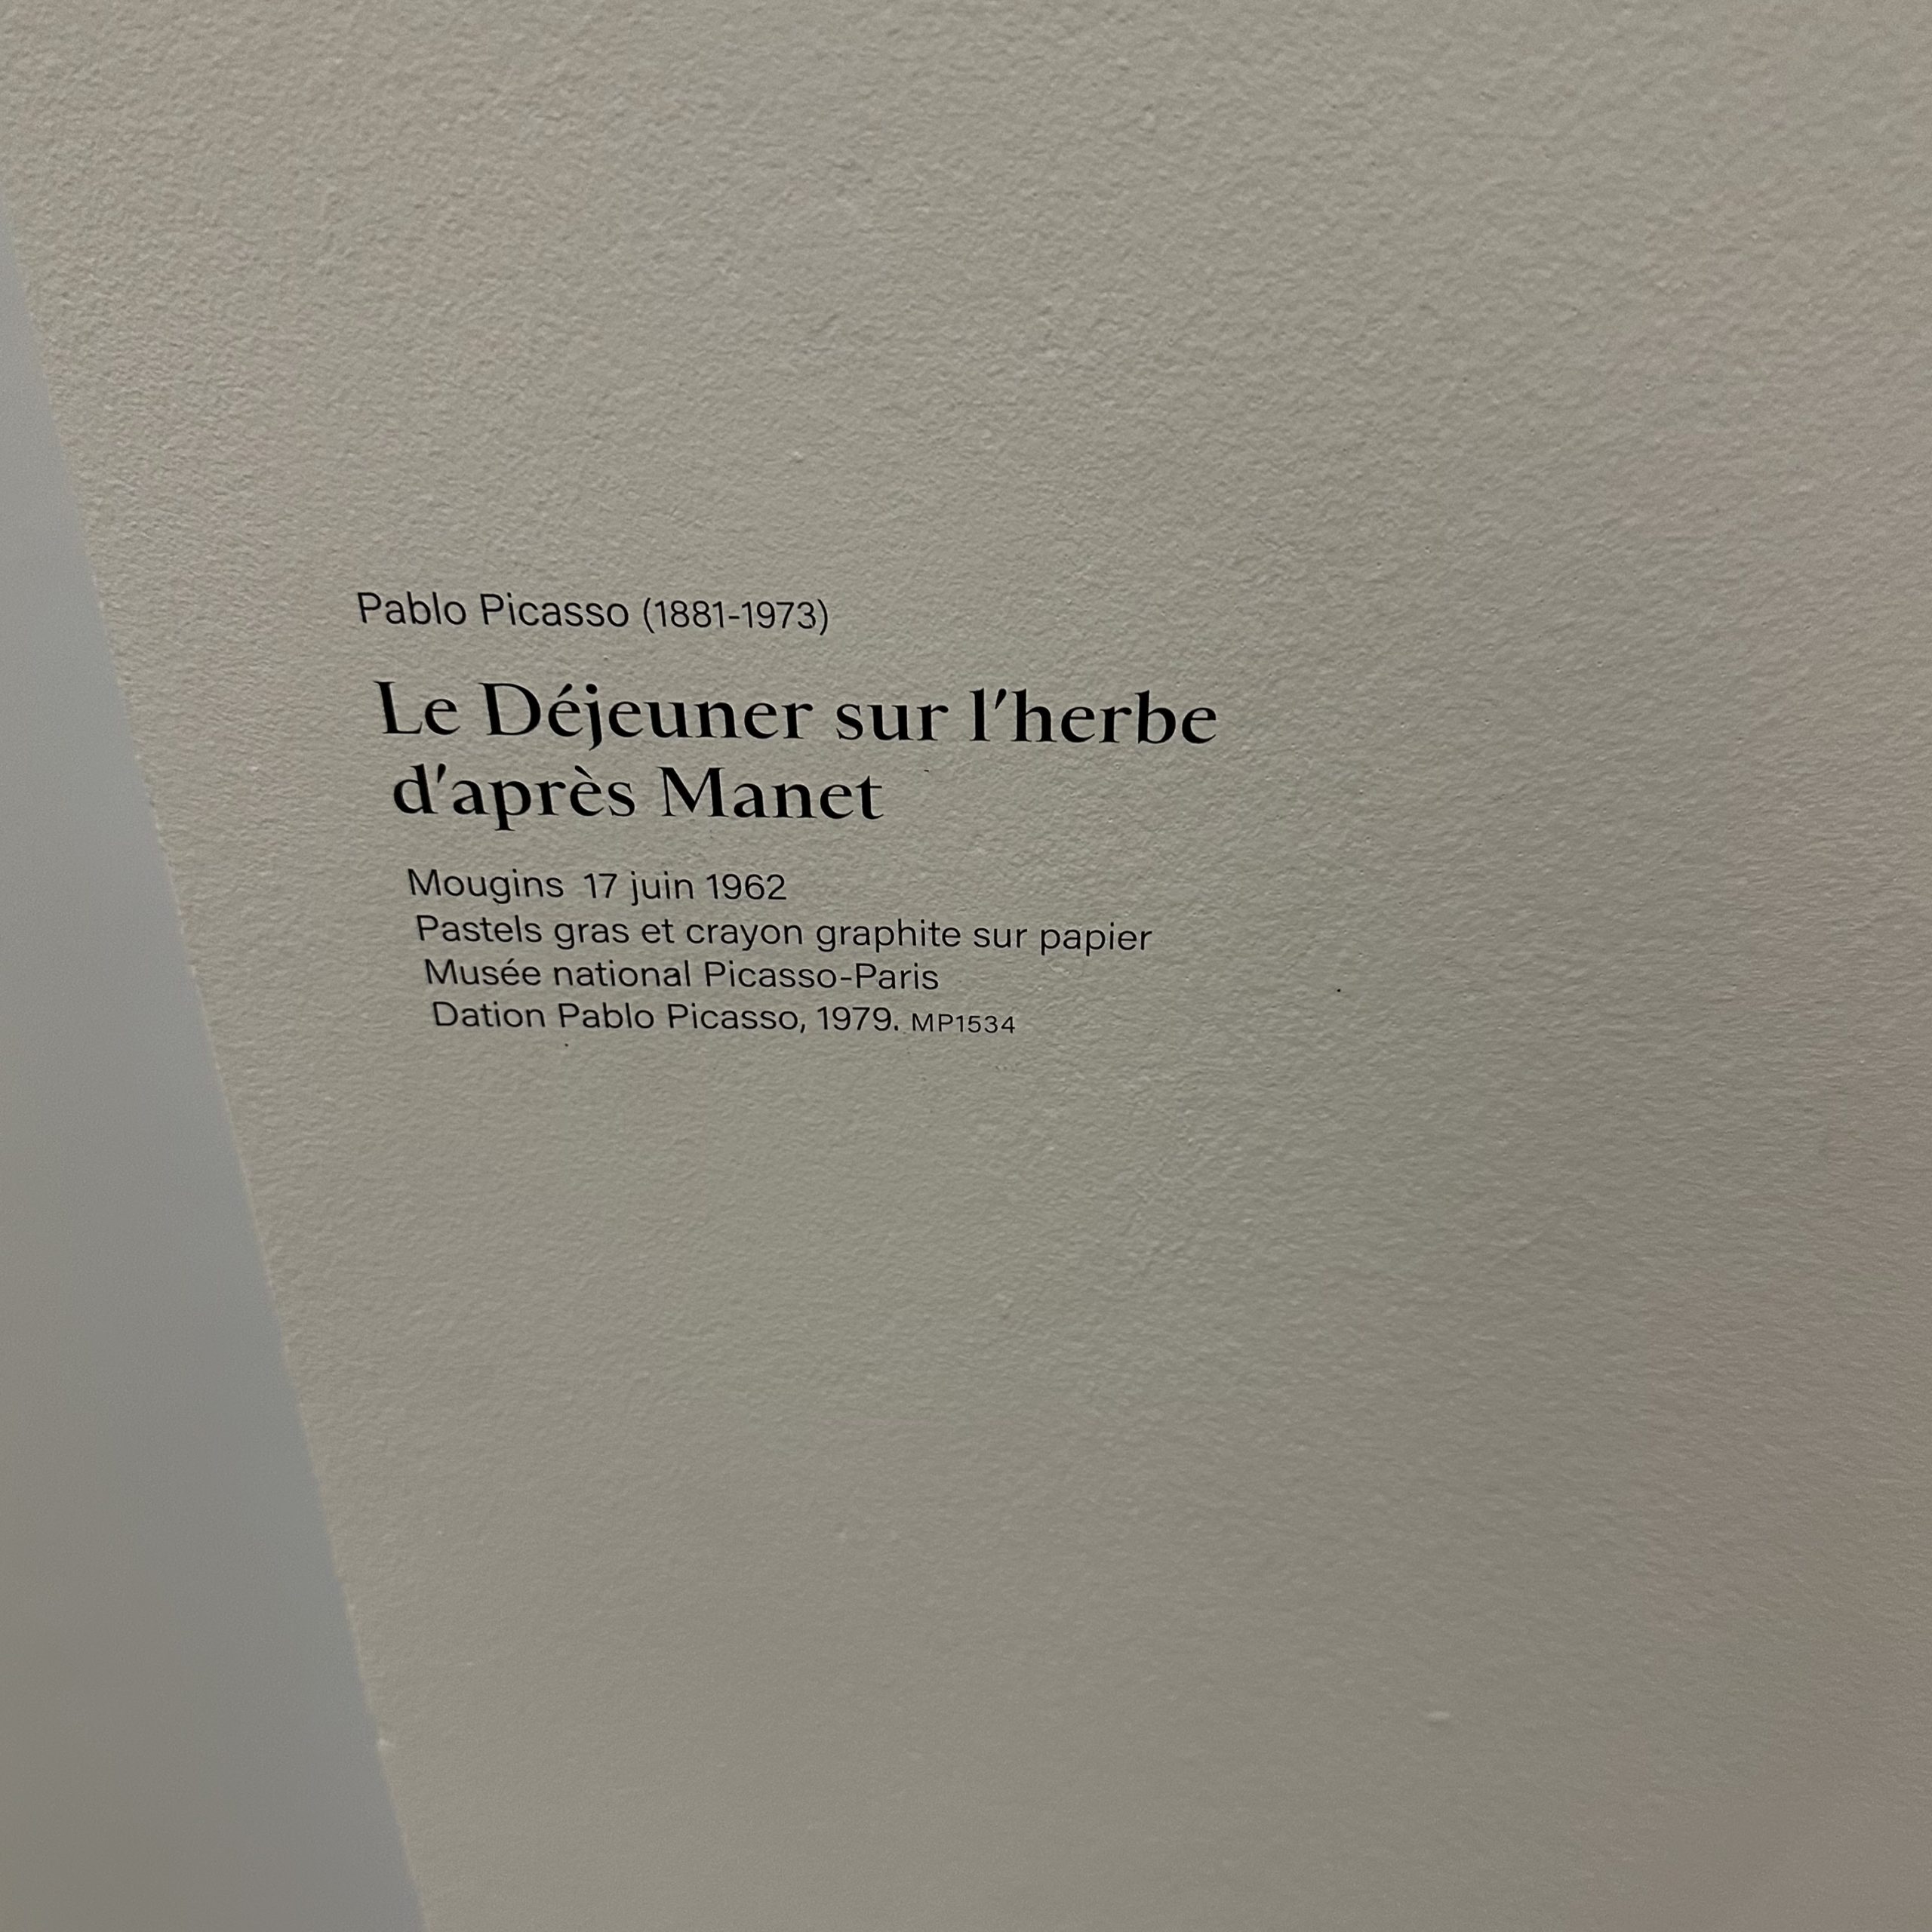 Pablo Picasso (1881-1973)
Le Déjeuner sur l'herbe
d'après Manet
Mougins 17 juin 1962
Pastels gras et crayon graphite sur papier
Musée national Picasso-Paris
Dation Pablo Picasso, 1979. MP1534